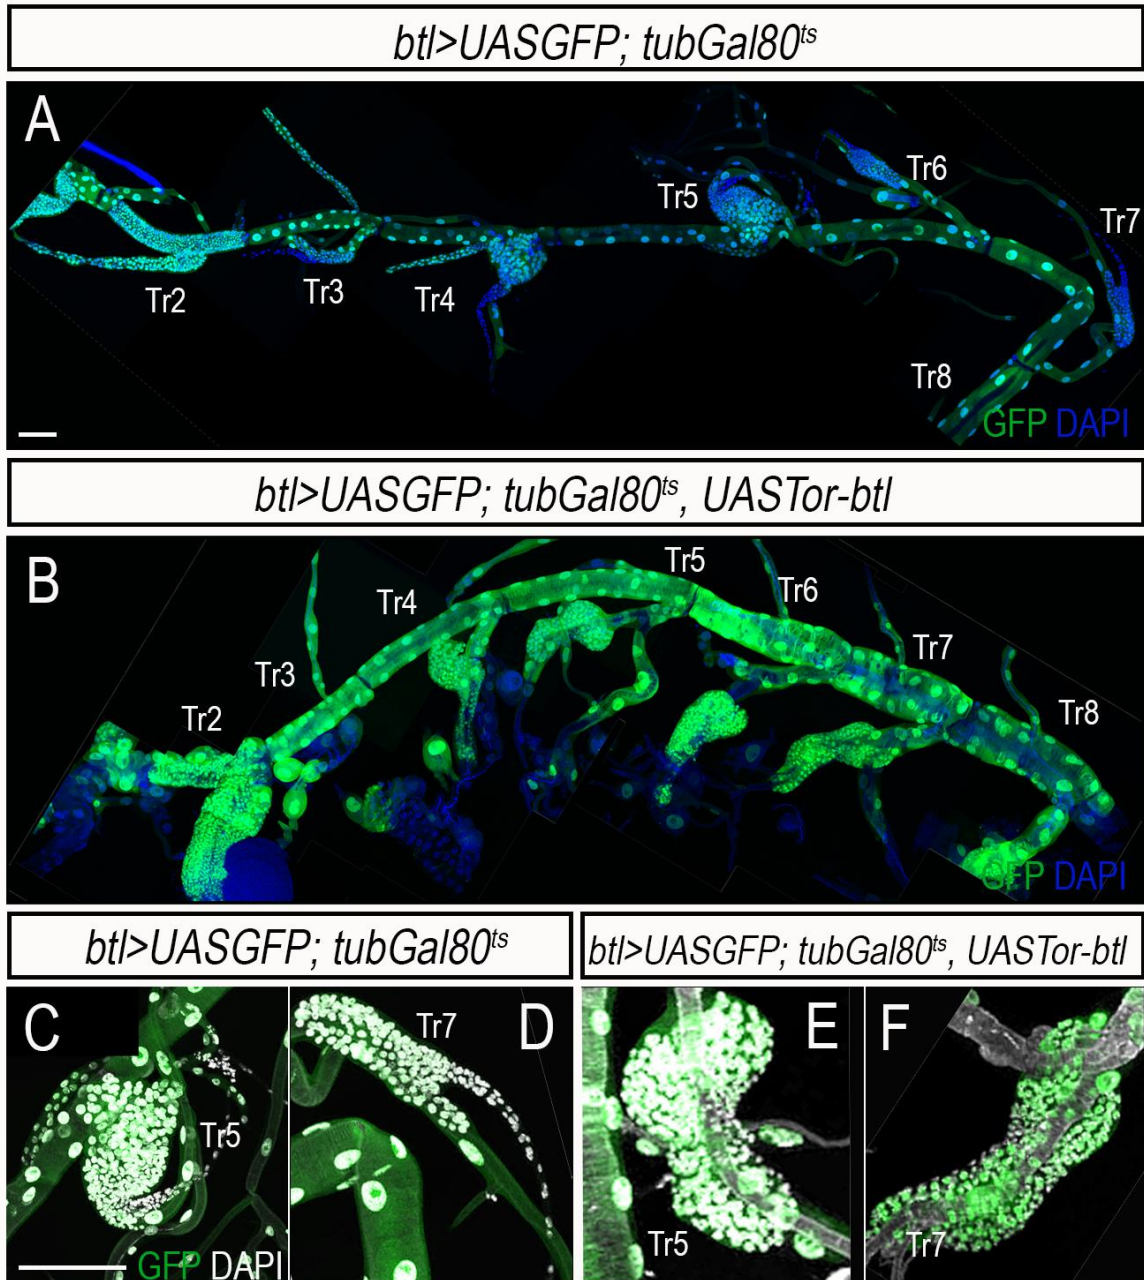 btl>UASGFP; tubGal80ts
A
Tr2
Tr3
Tr4
Tr5
Tr6
Tr7
Tr8
GFP DAPI
btl>UASGFP; tubGal80ts, UASTor-btl
B
Tr2
Tr3
Tr4
Tr5
Tr6
Tr7
Tr8
GFP DAPI
btl>UASGFP; tubGal80ts
btl>UASGFP; tubGal80ts, UASTor-btl
C
Tr5
GFP DAPI
D
Tr7
E
Tr5
F
Tr7